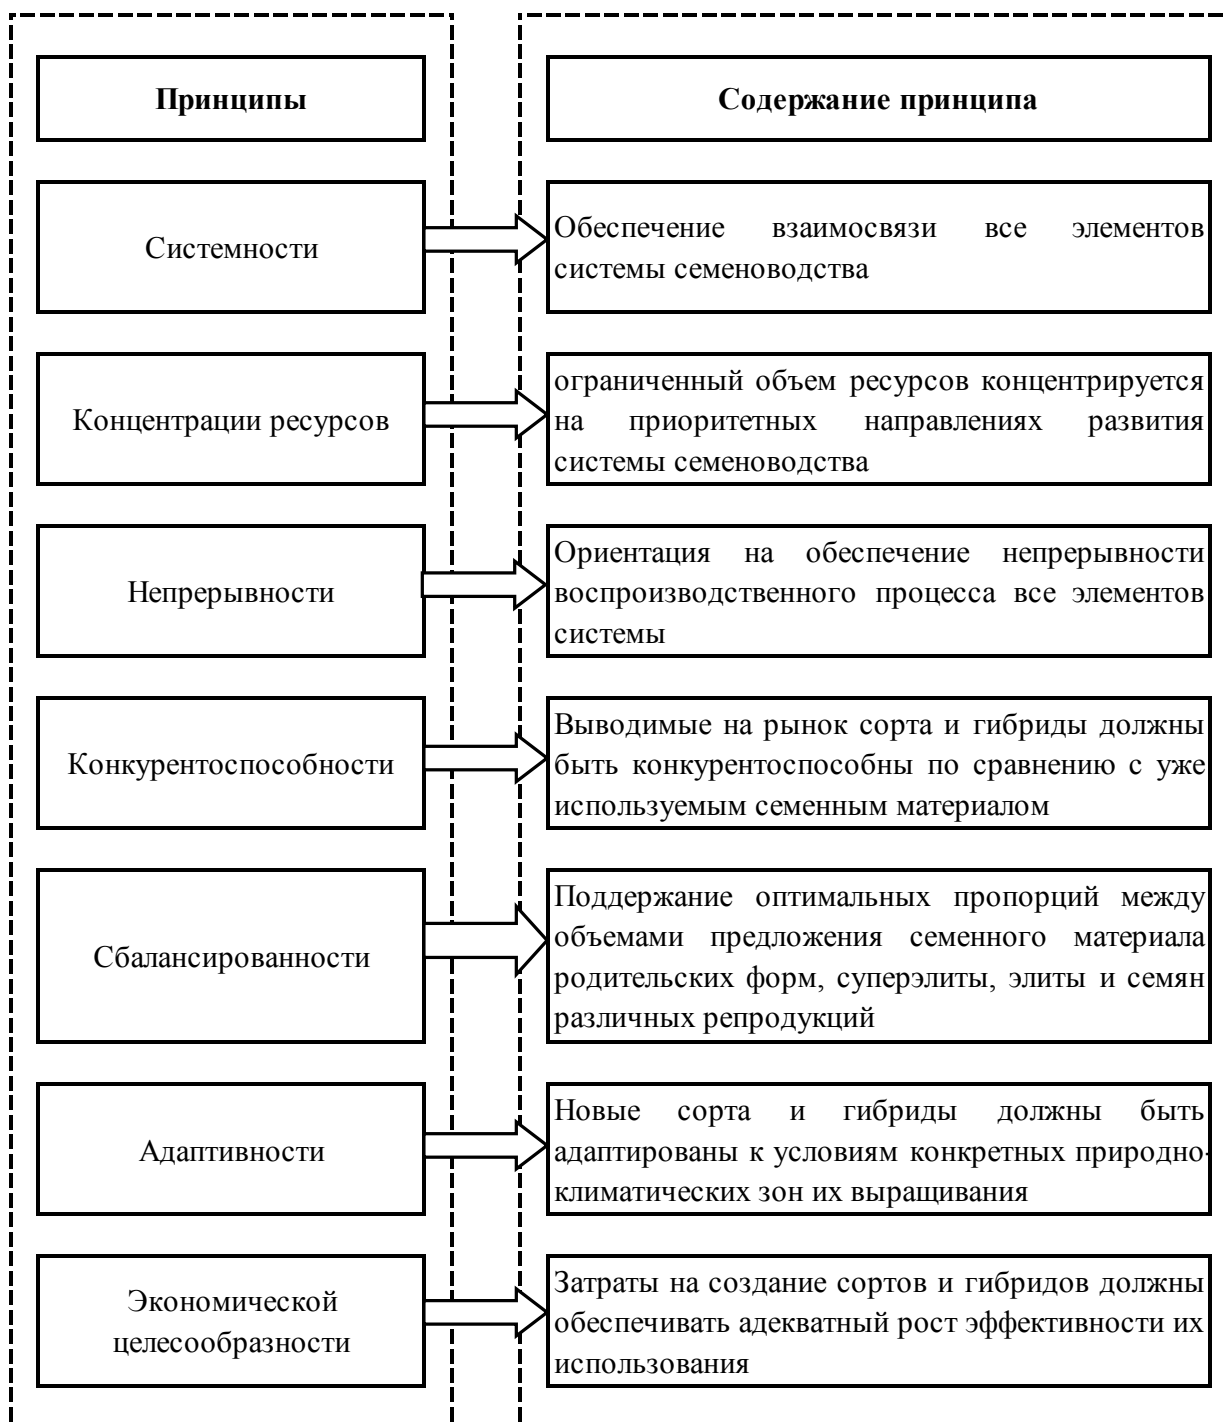 Принципы
Содержание принципа
Системности
Обеспечение взаимосвязи все элементов
системы семеноводства
Концентрации ресурсов
ограниченный объем ресурсов концентрируется
на приоритетных направлениях развития
системы семеноводства
Непрерывности
Ориентация на обеспечение непрерывности
воспроизводственного процесса все элементов
системы
Конкурентоспособности
Выводимые на рынок сорта и гибриды должны
быть конкурентоспособны по сравнению с уже
используемым семенным материалом
Сбалансированности
Поддержание оптимальных пропорций между
объемами предложения семенного материала
родительских форм, суперэлиты, элиты и семян
различных репродукций
Адаптивности
Новые сорта и гибриды должны быть
адаптированы к условиям конкретных природно-
климатических зон их выращивания
Экономической
целесообразности
Затраты на создание сортов и гибридов должны
обеспечивать адекватный рост эффективности их
использования